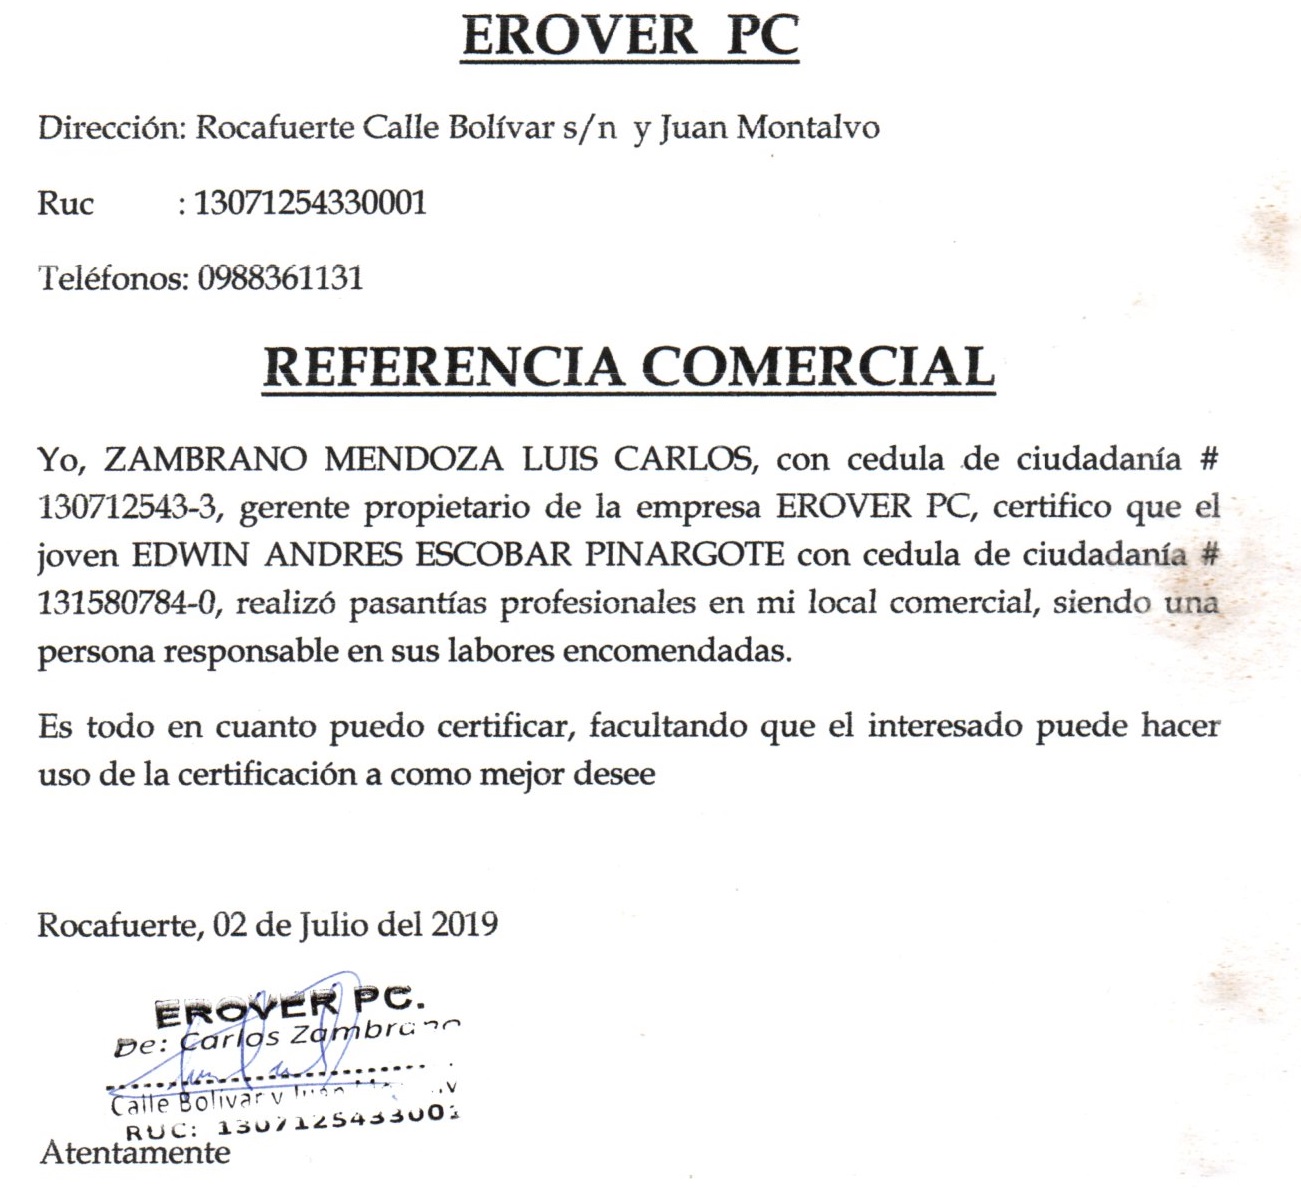 EROVER PC
Dirección: Rocafuerte Calle Bolívar s/n y Juan Montalvo
Ruc : 13071254330001
Teléfonos: 0988361131
REFERENCIA COMERCIAL
Yo, ZAMBRANO MENDOZA LUIS CARLOS, con cedula de ciudadanía #
130712543-3, gerente propietario de la empresa EROVER PC, certifico que el
joven EDWIN ANDRES ESCOBAR PINARGOTE con cedula de ciudadanía #
131580784-0, realizó pasantías profesionales en mi local comercial, siendo una
persona responsable en sus labores encomendadas.
Es todo en cuanto puedo certificar, facultando que el interesado puede hacer
uso de la certificación a como mejor desee
Rocafuerte, 02 de Julio del 2019
EROVER PC.
De: Carlos Zambrano
Calle Bolivar y Juan
RUC: 1307125433001
Atentamente